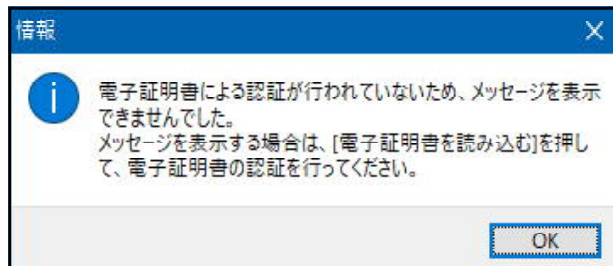 情報
電子証明書による認証が行われていないため、メッセージを表示
できませんでした。
メッセージを表示する場合は、[電子証明書を読み込む]を押し
て、電子証明書の認証を行ってください。
OK